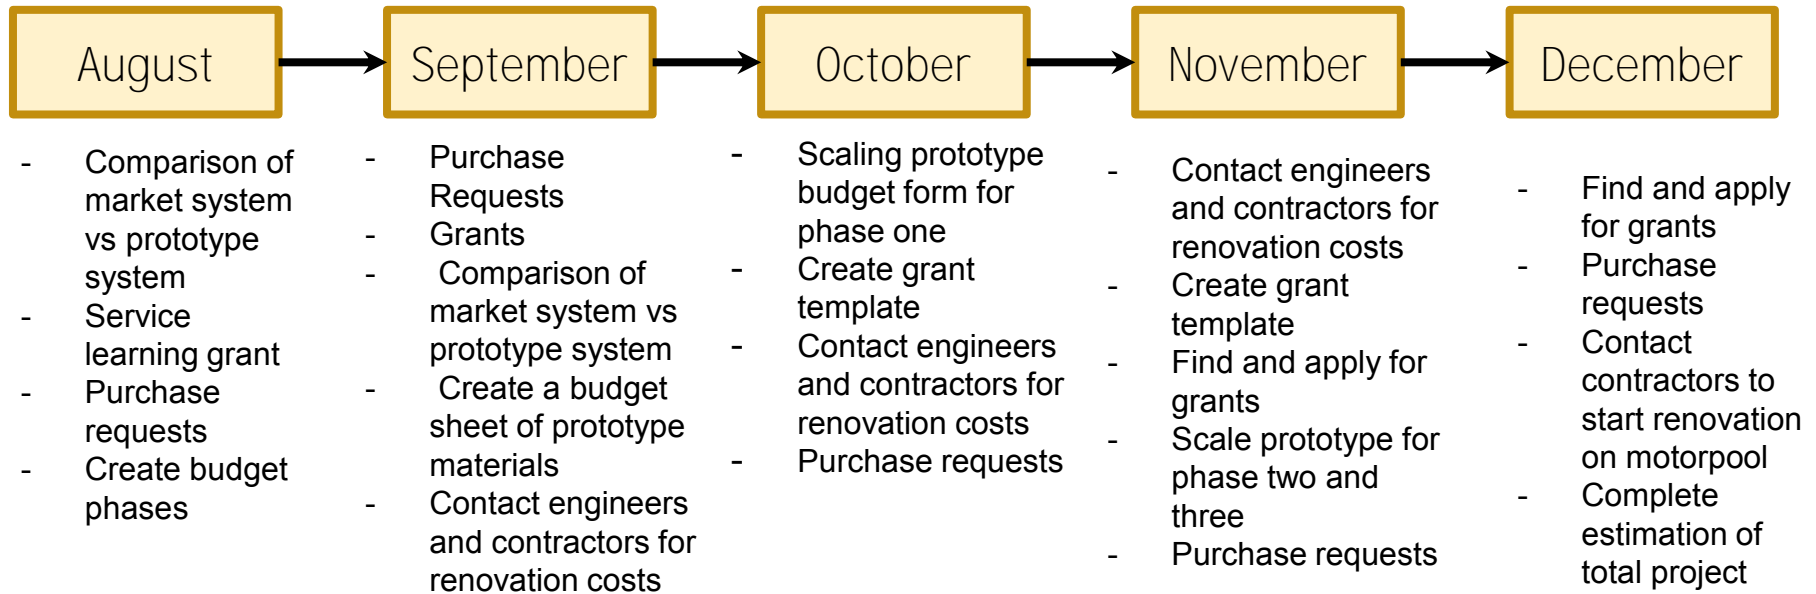 August
September
October
November
December
- Comparison of
market system
vs prototype
system
- Service
learning grant
- Purchase
requests
- Create budget
phases
- Purchase
Requests
- Grants
- Comparison of
market system vs
prototype system
- Create a budget
sheet of prototype
materials
- Contact engineers
and contractors for
renovation costs
- Scaling prototype
budget form for
phase one
- Create grant
template
- Contact engineers
and contractors for
renovation costs
- Purchase requests
- Contact engineers
and contractors for
renovation costs
- Create grant
template
- Find and apply for
grants
- Scale prototype for
phase two and
three
- Purchase requests
- Find and apply
for grants
- Purchase
requests
- Contact
contractors to
start renovation
on motorpool
- Complete
estimation of
total project